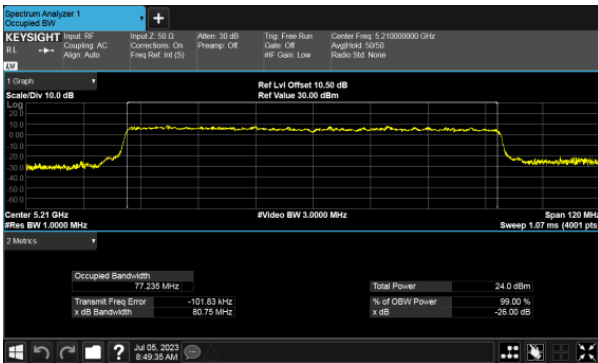 Spectrum Analyzer 1
Occupied BW
+
KEYSIGHT
RL
Input: RF
Coupling: AC
Align: Auto
Input Z: 50 Ω
Corrections: On
Freq Ref: Int (S)
Atten: 30 dB
Preamp: Off
Trig: Free Run
Gate: Off
#IF Gain: Low
Center Freq: 5.210000000 GHz
Avg|Hold: 50/50
Radio Std: None
1 Graph
Scale/Div 10.0 dB
Ref Lvl Offset 10.50 dB
Ref Value 30.00 dBm
Log
20.0
10.0
0.00
-10.0
-20.0
-30.0
-40.0
-50.0
-60.0
Center 5.21 GHz
#Video BW 3.0000 MHz
Span 120 MHz
#Res BW 1.0000 MHz
Sweep 1.07 ms (4001 pts
2 Metrics
Occupied Bandwidth
77.235 MHz
Total Power 24.0 dBm
Transmit Freq Error -101.83 kHz
% of OBW Power 99.00 %
x dB Bandwidth 80.75 MHz
x dB -26.00 dB
?
Jul 05, 2023
8:49:35 AM